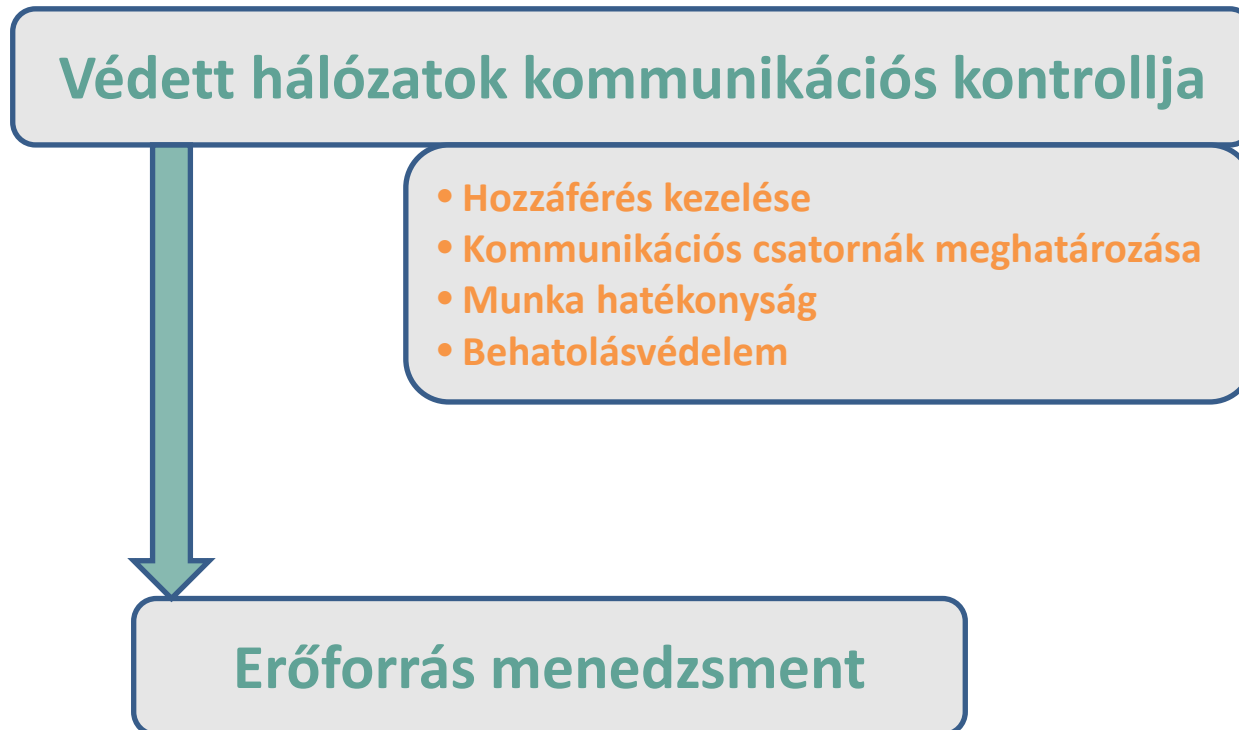 Védett hálózatok kommunikációs kontrollja
• Hozzáférés kezelése
• Kommunikációs csatornák meghatározása
• Munka hatékonyság
• Behatolásvédelem
Erőforrás menedzsment